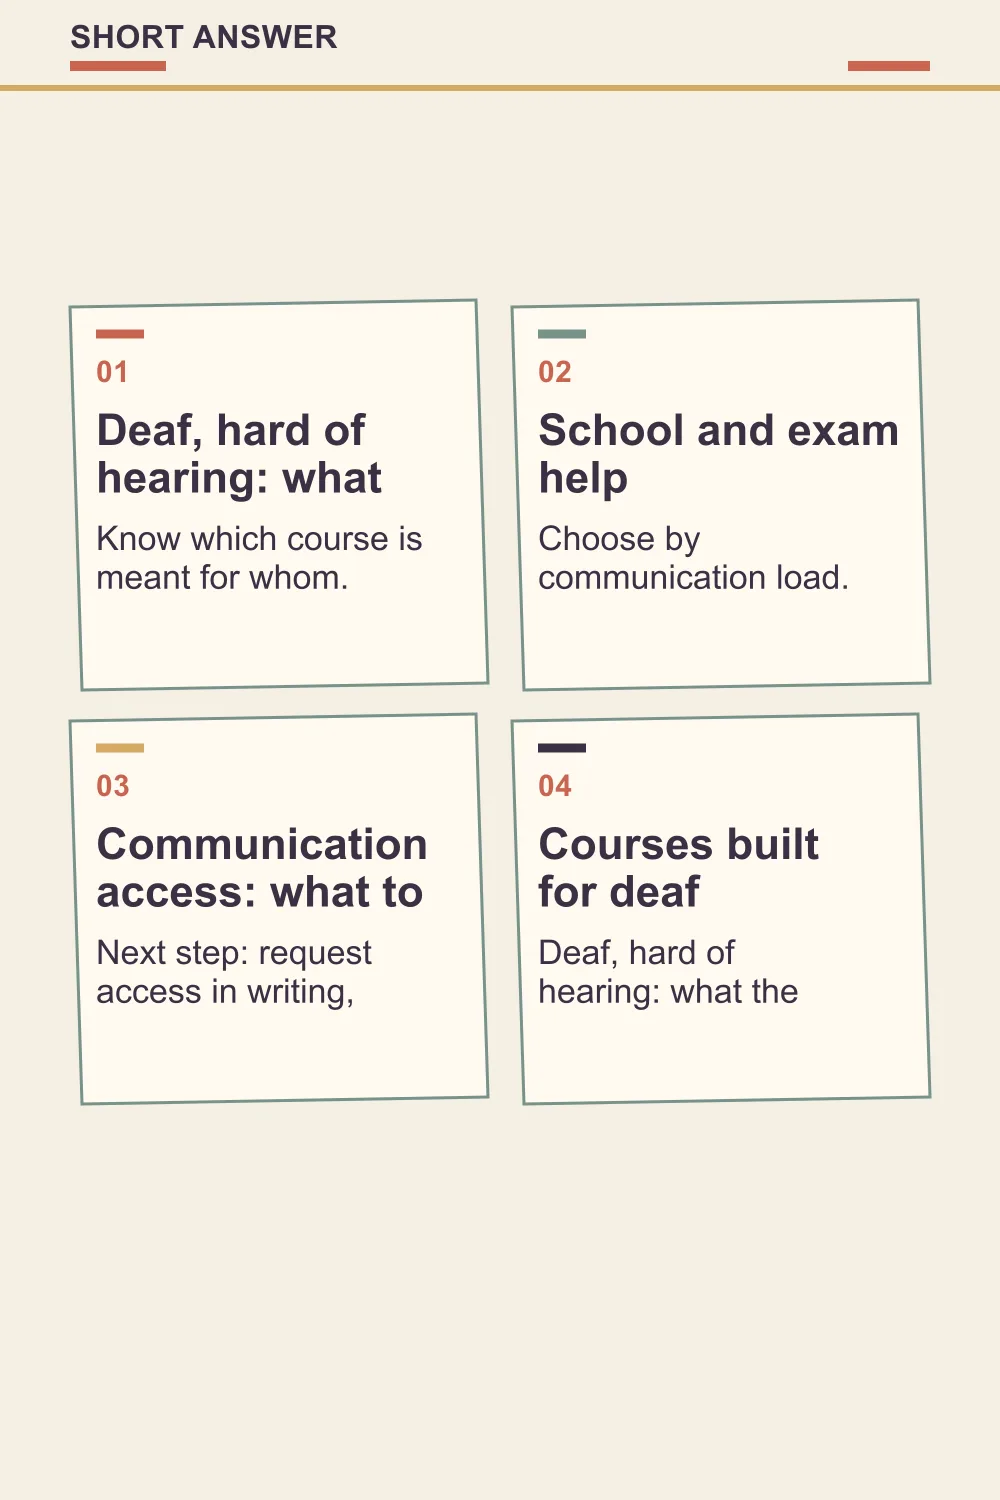 SHORT ANSWER
01
Deaf, hard of
hearing: what
Know which course is
meant for whom.
02
School and exam
help
Choose by
communication load.
03
Communication
access: what to
Next step: request
access in writing,
04
Courses built
for deaf
Deaf, hard of
hearing: what the